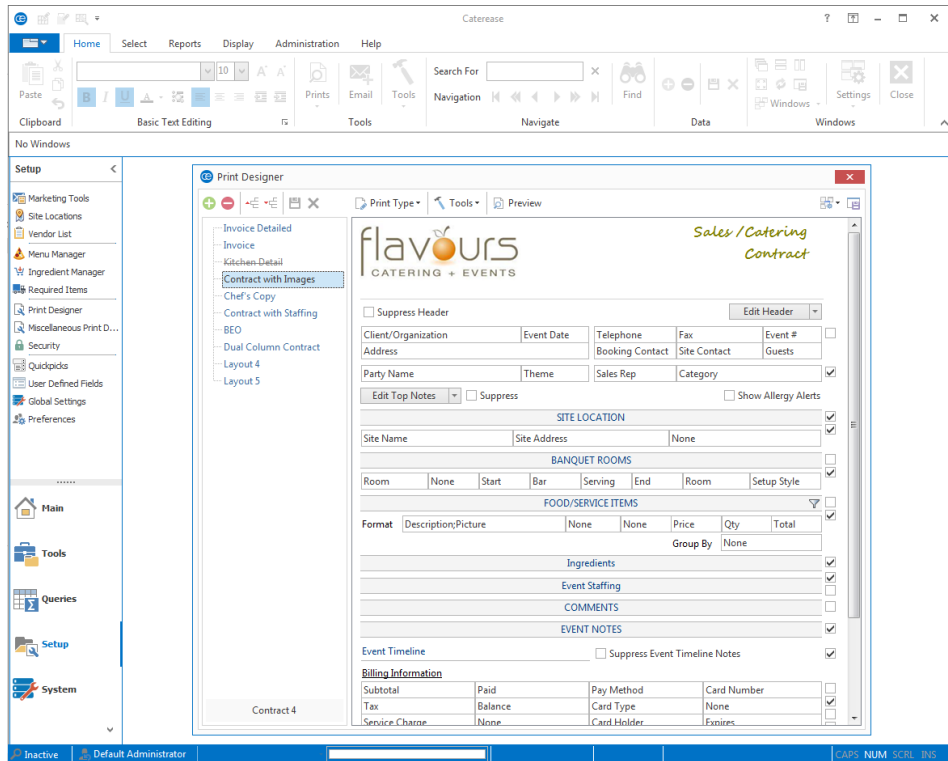 Caterease
Home Select Reports Display Administration Help
10
Paste
Prints
Email
Tools
Search For
Navigation
Find
Windows
Settings
Close
Clipboard Basic Text Editing Tools Navigate Data Windows
No Windows
Setup
Marketing Tools
Site Locations
Vendor List
Menu Manager
Ingredient Manager
Required Items
Print Designer
Miscellaneous Print D...
Security
Quickpicks
User Defined Fields
Global Settings
Preferences
Main
Tools
Queries
Setup
System
Print Designer
Print Type Tools Preview
Invoice Detailed
Invoice
Kitchen Detail
Contract with Images
Chef's Copy
Contract with Staffing
BEO
Dual Column Contract
Layout 4
Layout 5
Contract 4
flavours
CATERING + EVENTS
Sales / Catering
Contract
Suppress Header Edit Header
Client/Organization Event Date Telephone Fax Event #
Address Booking Contact Site Contact Guests
Party Name Theme Sales Rep Category
Edit Top Notes Suppress Show Allergy Alerts
SITE LOCATION
Site Name Site Address None
BANQUET ROOMS
Room None Start Bar Serving End Room Setup Style
FOOD/SERVICE ITEMS
Format Description;Picture None None Price Qty Total
Group By None
Ingredients
Event Staffing
COMMENTS
EVENT NOTES
Event Timeline Suppress Event Timeline Notes
Billing Information
Subtotal Paid Pay Method Card Number
Tax Balance Card Type None
Service Charge None Card Holder Expires
Inactive Default Administrator CAPS NUM SCRL INS